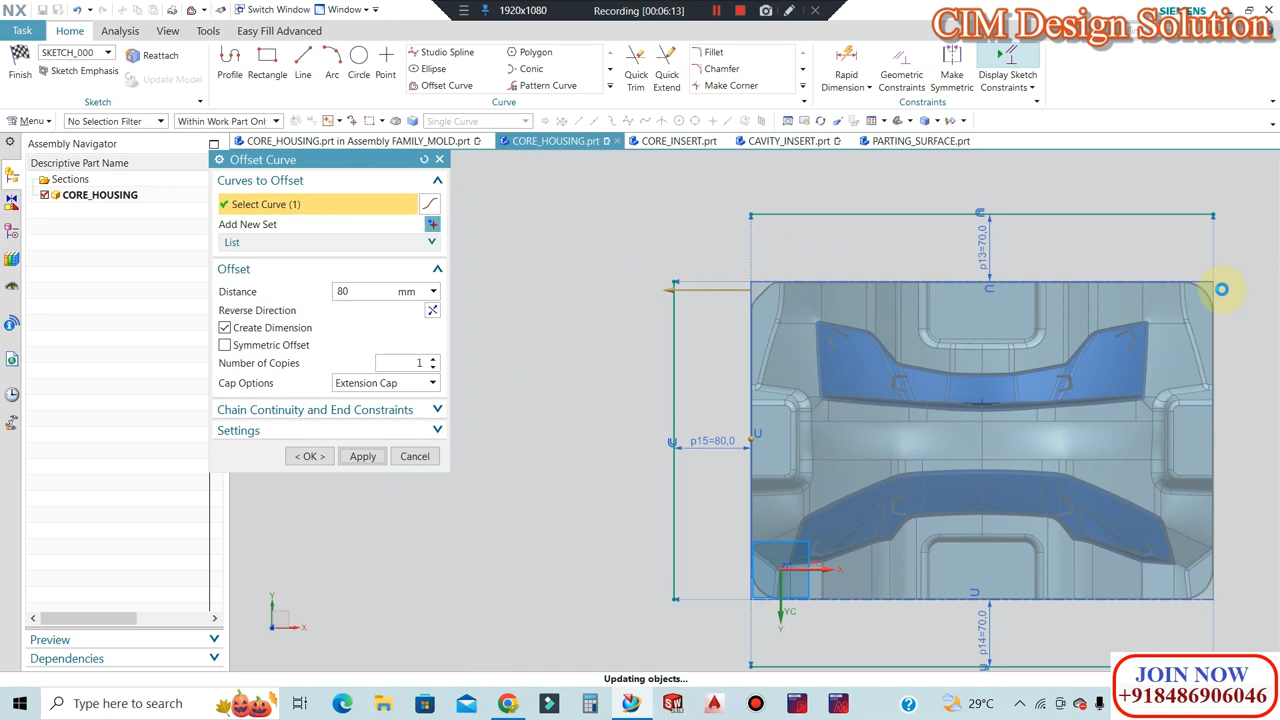 NX
Switch Window
Window
1920x1080
Recording [00:06:13]
SIEMENS
CIM Design Solution
Task
Home
Analysis
View
Tools
Easy Fill Advanced
SKETCH_000
Reattach
Sketch Emphasis
Update Model
Finish
Profile
Rectangle
Line
Arc
Circle
Point
Studio Spline
Polygon
Ellipse
Conic
Offset Curve
Pattern Curve
Quick Trim
Quick Extend
Fillet
Chamfer
Make Corner
Rapid Dimension
Geometric Constraints
Make Symmetric
Display Sketch Constraints
Sketch
Curve
Constraints
Menu
No Selection Filter
Within Work Part Only
Single Curve
Assembly Navigator
CORE_HOUSING.prt in Assembly FAMILY_MOLD.prt
CORE_HOUSING.prt
CORE_INSERT.prt
CAVITY_INSERT.prt
PARTING_SURFACE.prt
Descriptive Part Name
Sections
CORE_HOUSING
Offset Curve
Curves to Offset
Select Curve (1)
Add New Set
List
Offset
Distance
80 mm
Reverse Direction
Create Dimension
Symmetric Offset
Number of Copies
1
Cap Options
Extension Cap
Chain Continuity and End Constraints
Settings
< OK >
Apply
Cancel
p13=70,0
p15=80,0
p14=70,0
X
YC
Y
Y
X
Preview
Dependencies
Updating objects...
JOIN NOW
+918486906046
Type here to search
29°C